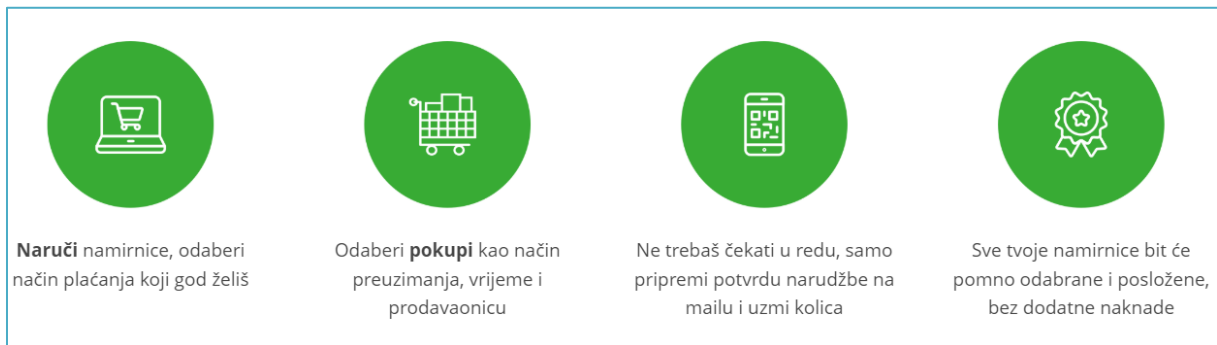 Naruči namirnice, odaberi
način plaćanja koji god želiš
Odaberi pokupi kao način
preuzimanja, vrijeme i
prodavaonicu
Ne trebaš čekati u redu, samo
pripremi potvrdu narudžbe na
mailu i uzmi kolica
Sve tvoje namirnice bit će
pomno odabrane i posložene,
bez dodatne naknade